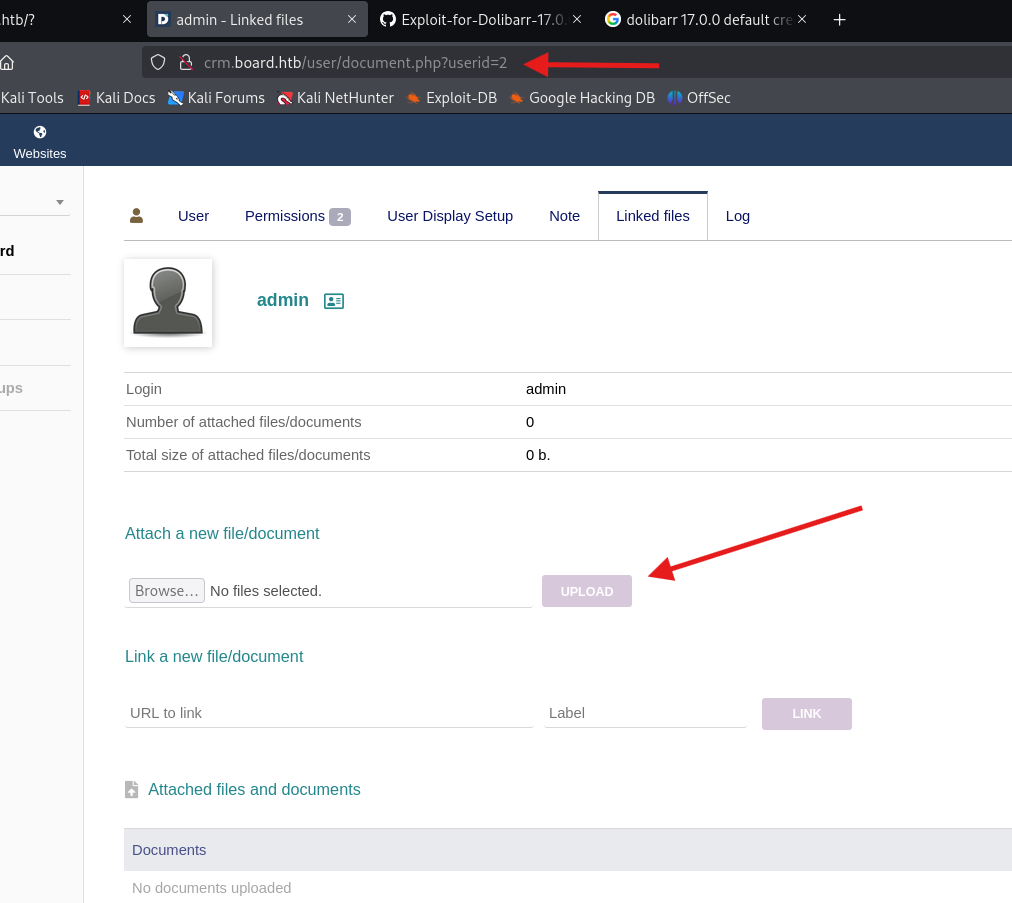 .htb/?
admin - Linked files
Exploit-for-Dolibarr-17.0.
dolibarr 17.0.0 default cre
crm.board.htb/user/document.php?userid=2
Kali Tools Kali Docs Kali Forums Kali NetHunter Exploit-DB Google Hacking DB OffSec
Websites
rd
ups
User Permissions 2 User Display Setup Note Linked files Log
admin
Login admin
Number of attached files/documents 0
Total size of attached files/documents 0 b.
Attach a new file/document
Browse... No files selected. UPLOAD
Link a new file/document
URL to link Label LINK
Attached files and documents
Documents
No documents uploaded